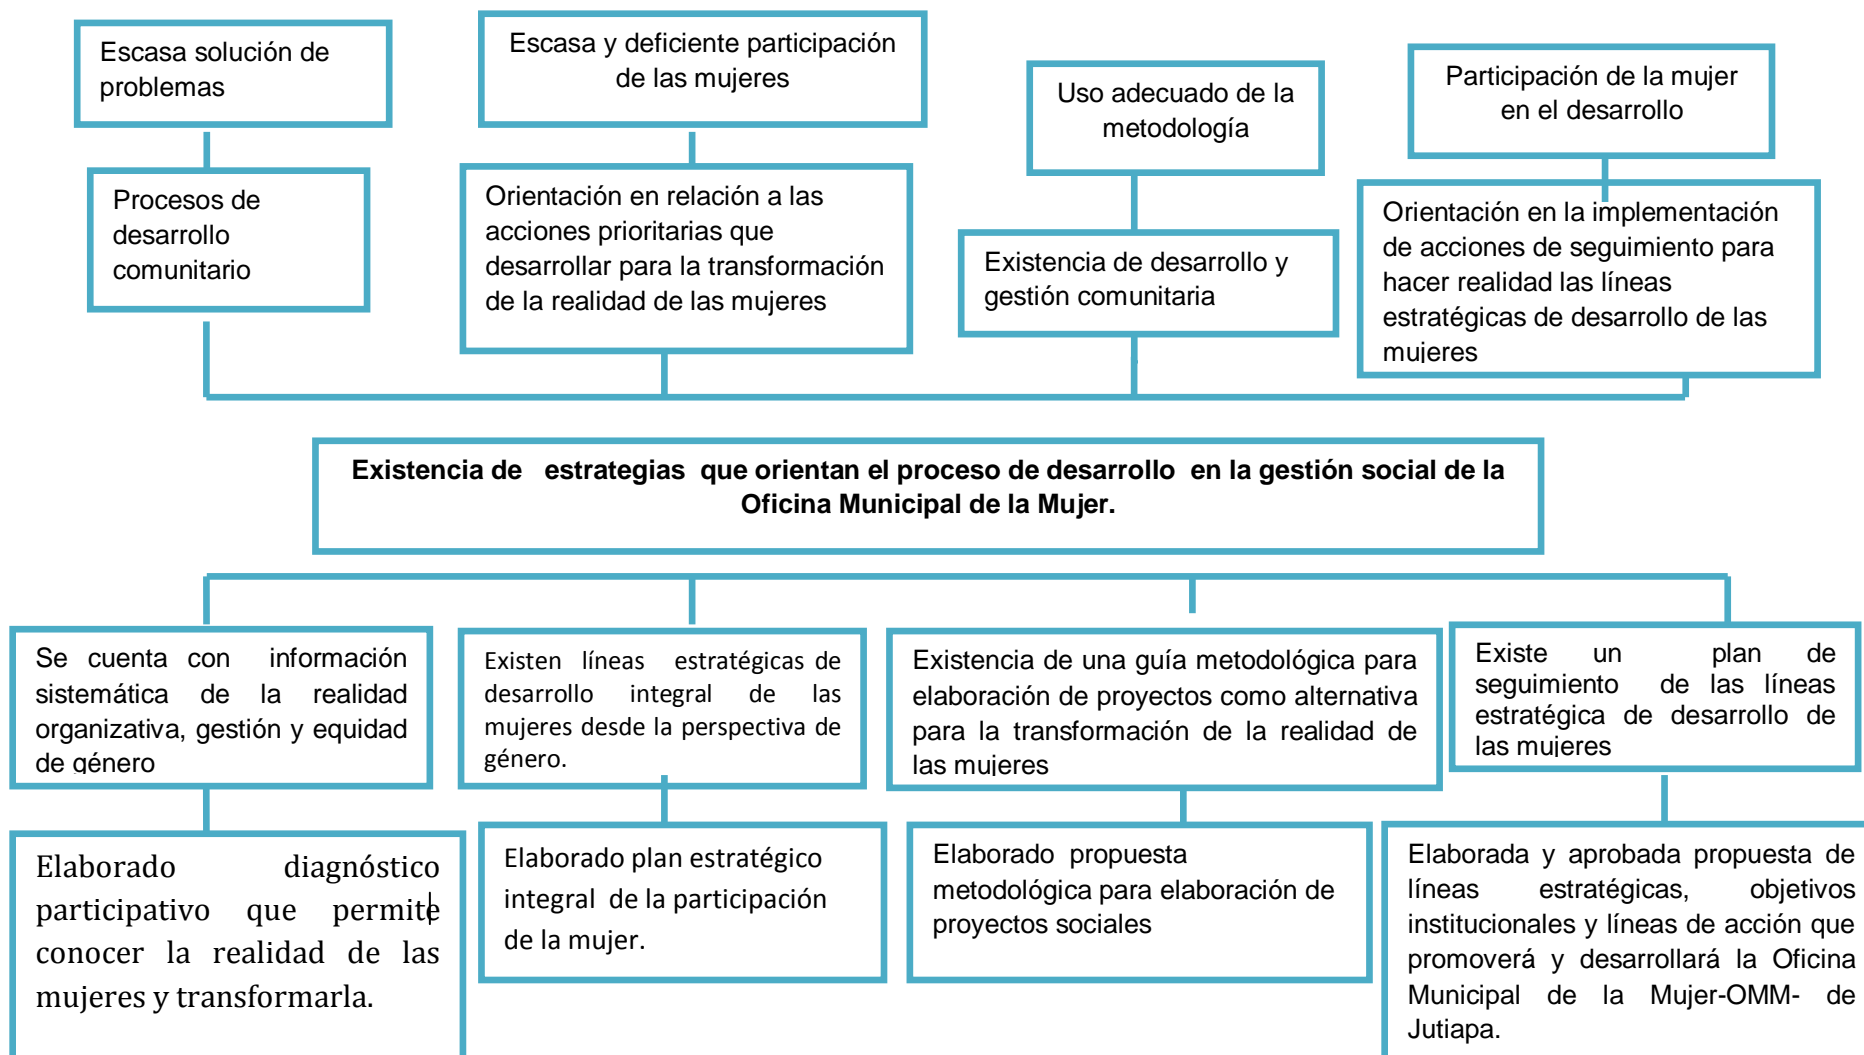 Escasa solución de
problemas
Escasa y deficiente participación
de las mujeres
Uso adecuado de la
metodología
Participación de la mujer
en el desarrollo
Procesos de
desarrollo
comunitario
Orientación en relación a las
acciones prioritarias que
desarrollar para la transformación
de la realidad de las mujeres
Existencia de desarrollo y
gestión comunitaria
Orientación en la implementación
de acciones de seguimiento para
hacer realidad las líneas
estratégicas de desarrollo de las
mujeres
Existencia de estrategias que orientan el proceso de desarrollo en la gestión social de la
Oficina Municipal de la Mujer.
Se cuenta con información
sistemática de la realidad
organizativa, gestión y equidad
de género
Existen líneas estratégicas de
desarrollo integral de las
mujeres desde la perspectiva de
género.
Existencia de una guía metodológica para
elaboración de proyectos como alternativa
para la transformación de la realidad de
las mujeres
Existe un plan de
seguimiento de las líneas
estratégica de desarrollo de
las mujeres
Elaborado diagnóstico
participativo que permite
conocer la realidad de las
mujeres y transformarla.
Elaborado plan estratégico
integral de la participación
de la mujer.
Elaborado propuesta
metodológica para elaboración de
proyectos sociales
Elaborada y aprobada propuesta de
líneas estratégicas, objetivos
institucionales y líneas de acción que
promoverá y desarrollará la Oficina
Municipal de la Mujer-OMM- de
Jutiapa.